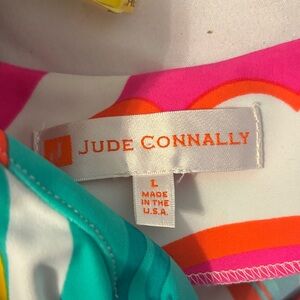 JUDE CONNALLY
L
MADE
IN THE
U.S.A.